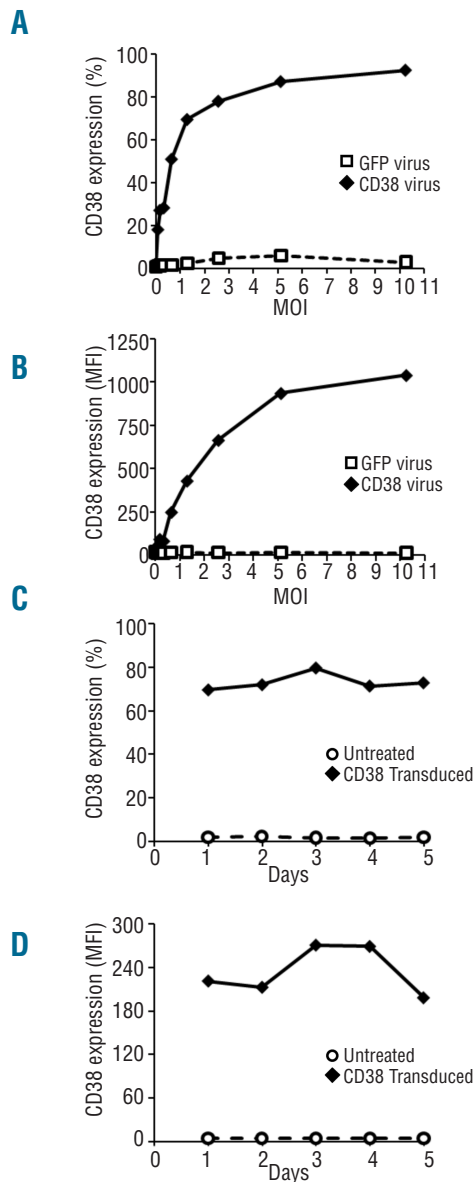 A
CD38 expression (%)
100
80
60
40
20
0
GFP virus
CD38 virus
0 1 2 3 4 5 6 7 8 9 10 11
MOI
B
CD38 expression (MFI)
1250
1000
750
500
250
0
GFP virus
CD38 virus
0 1 2 3 4 5 6 7 8 9 10 11
MOI
C
CD38 expression (%)
100
80
60
40
20
0
Untreated
CD38 Transduced
0 1 2 3 4 5
Days
D
CD38 expression (MFI)
300
240
180
120
60
0
Untreated
CD38 Transduced
0 1 2 3 4 5
Days